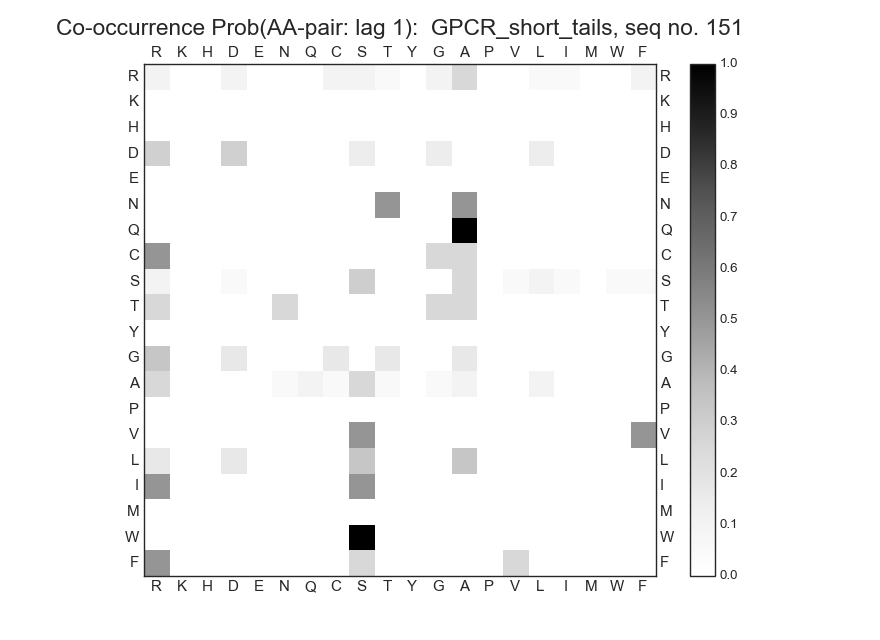 Co-occurrence Prob(AA-pair: lag 1):  GPCR_short_tails, seq no. 151
R K H D E N Q C S T Y G A P V L I M W F
R R 1.0
K K 0.9
H H
D D 0.8
E E
N N 0.7
Q Q
C C 0.6
S S
T T 0.5
Y Y
G G 0.4
A A
P P 0.3
V V
L L 0.2
I I
M M 0.1
W W
F F 0.0
R K H D E N Q C S T Y G A P V L I M W F